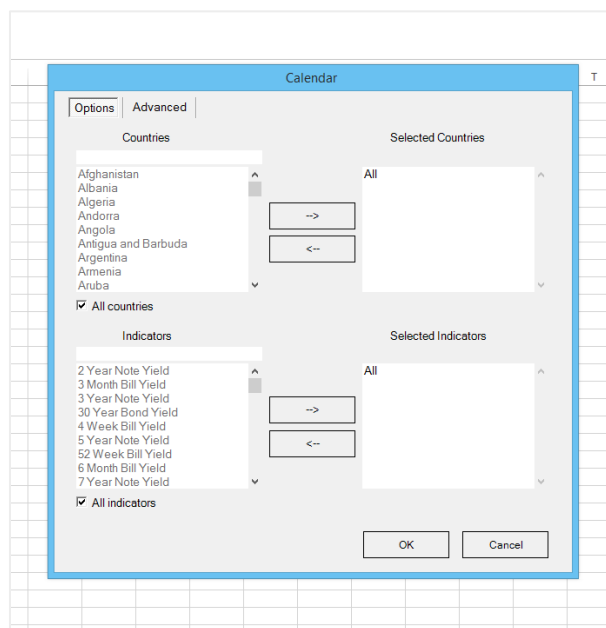 Calendar
T
Options Advanced
Countries
Selected Countries
Afghanistan
Albania
Algeria
Andorra
Angola
Antigua and Barbuda
Argentina
Armenia
Aruba
All
-->
<--
All countries
Indicators
Selected Indicators
2 Year Note Yield
3 Month Bill Yield
3 Year Note Yield
30 Year Bond Yield
4 Week Bill Yield
5 Year Note Yield
52 Week Bill Yield
6 Month Bill Yield
7 Year Note Yield
All
-->
<--
All indicators
OK Cancel